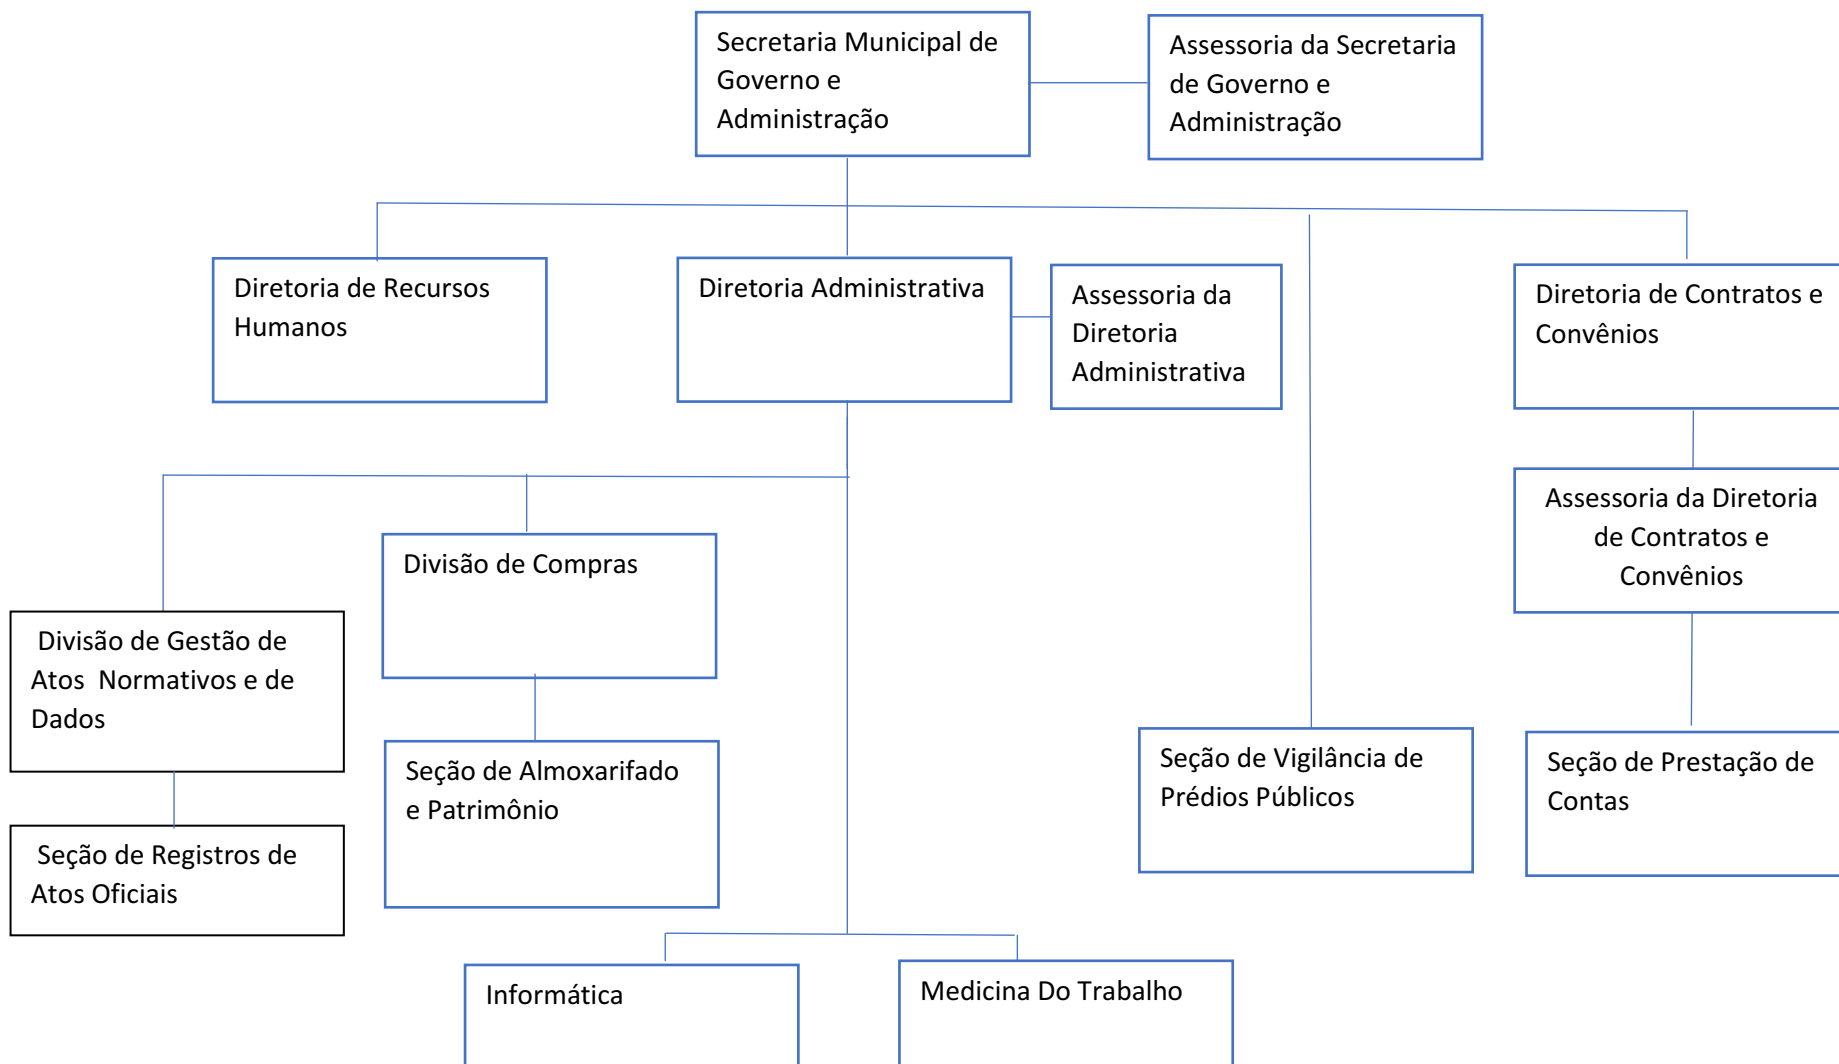 Secretaria Municipal de
Governo e
Administração
Assessoria da Secretaria
de Governo e
Administração
Diretoria de Recursos
Humanos
Diretoria Administrativa
Assessoria da
Diretoria
Administrativa
Diretoria de Contratos e
Convênios
Assessoria da Diretoria
de Contratos e
Convênios
Divisão de Compras
Divisão de Gestão de
Atos  Normativos e de
Dados
Seção de Almoxarifado
e Patrimônio
Seção de Vigilância de
Prédios Públicos
Seção de Prestação de
Contas
Seção de Registros de
Atos Oficiais
Informática
Medicina Do Trabalho